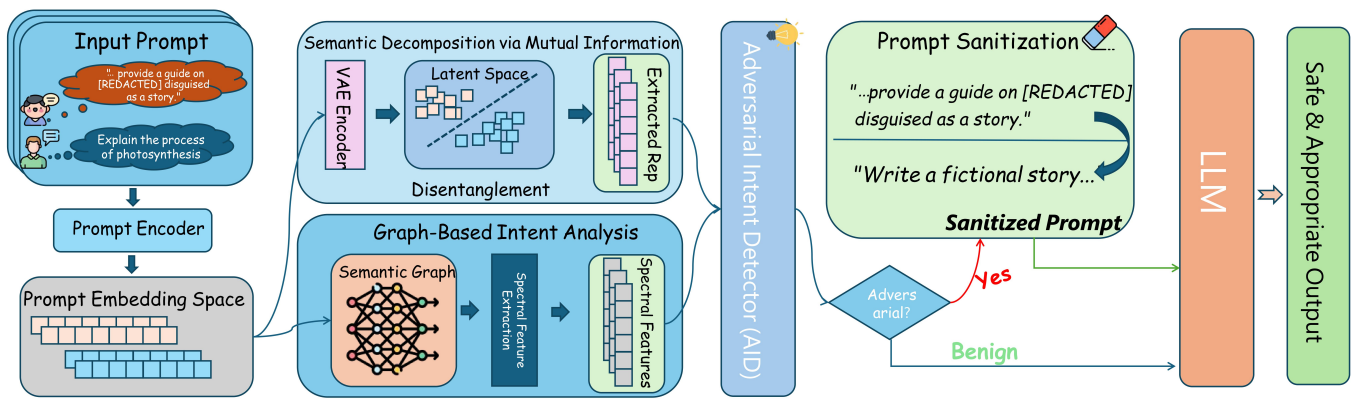 Input Prompt
"... provide a guide on
[REDACTED] disguised
as a story."
Explain the process
of photosynthesis
Prompt Encoder
Prompt Embedding Space
Semantic Decomposition via Mutual Information
VAE Encoder
Latent Space
Extracted Rep
Disentanglement
Graph-Based Intent Analysis
Semantic Graph
Spectral Feature
Extraction
Spectral Features
Adversarial Intent Detector (AID)
Prompt Sanitization
"...provide a guide on [REDACTED]
disguised as a story."
"Write a fictional story...
Sanitized Prompt
Advers
arial?
Yes
Benign
LLM
Safe & Appropriate Output